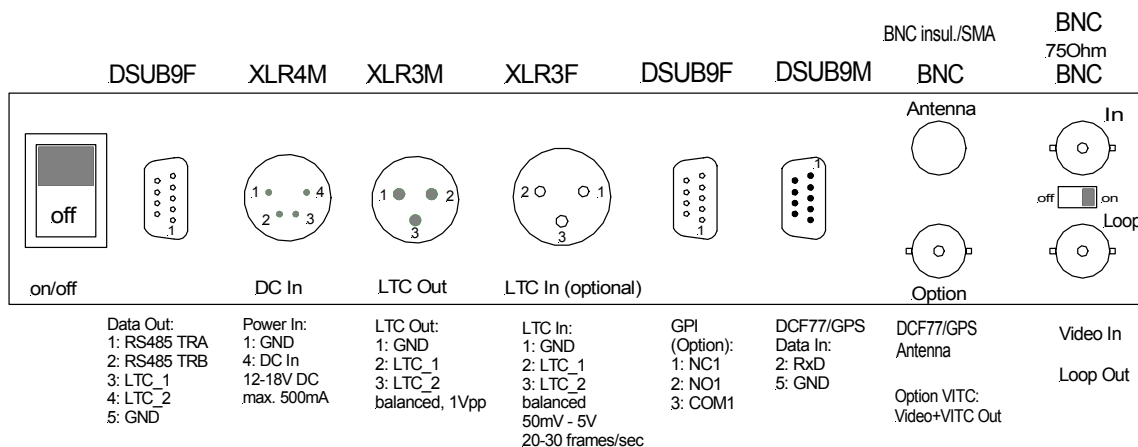 BNC
BNC insul./SMA
75Ohm
DSUB9F XLR4M XLR3M XLR3F DSUB9F DSUB9M BNC BNC
Antenna In
off
1 4 2 3
1 2 3
2 1 3
1
1
1
off on
Loop
on/off DC In LTC Out LTC In (optional) Option
Data Out:
1: RS485 TRA
2: RS485 TRB
3: LTC_1
4: LTC_2
5: GND
Power In:
1: GND
4: DC In
12-18V DC
max. 500mA
LTC Out:
1: GND
2: LTC_1
3: LTC_2
balanced, 1Vpp
LTC In:
1: GND
2: LTC_1
3: LTC_2
balanced
50mV - 5V
20-30 frames/sec
GPI
(Option):
1: NC1
2: NO1
3: COM1
DCF77/GPS
Data In:
2: RxD
5: GND
DCF77/GPS
Antenna
Option VITC:
Video+VITC Out
Video In
Loop Out